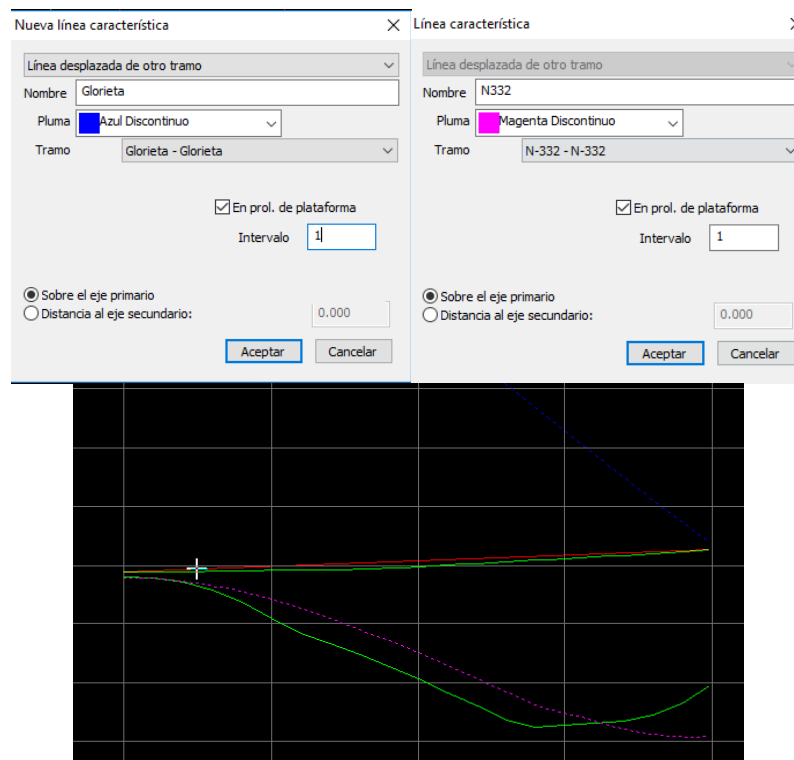 Nueva línea característica
Línea desplazada de otro tramo
Nombre Glorieta
Pluma Azul Discontinuo
Tramo Glorieta - Glorieta
En prol. de plataforma
Intervalo 1
Sobre el eje primario
Distancia al eje secundario: 0.000
Aceptar Cancelar
Línea característica
Línea desplazada de otro tramo
Nombre N332
Pluma Magenta Discontinuo
Tramo N-332 - N-332
En prol. de plataforma
Intervalo 1
Sobre el eje primario
Distancia al eje secundario: 0.000
Aceptar Cancelar